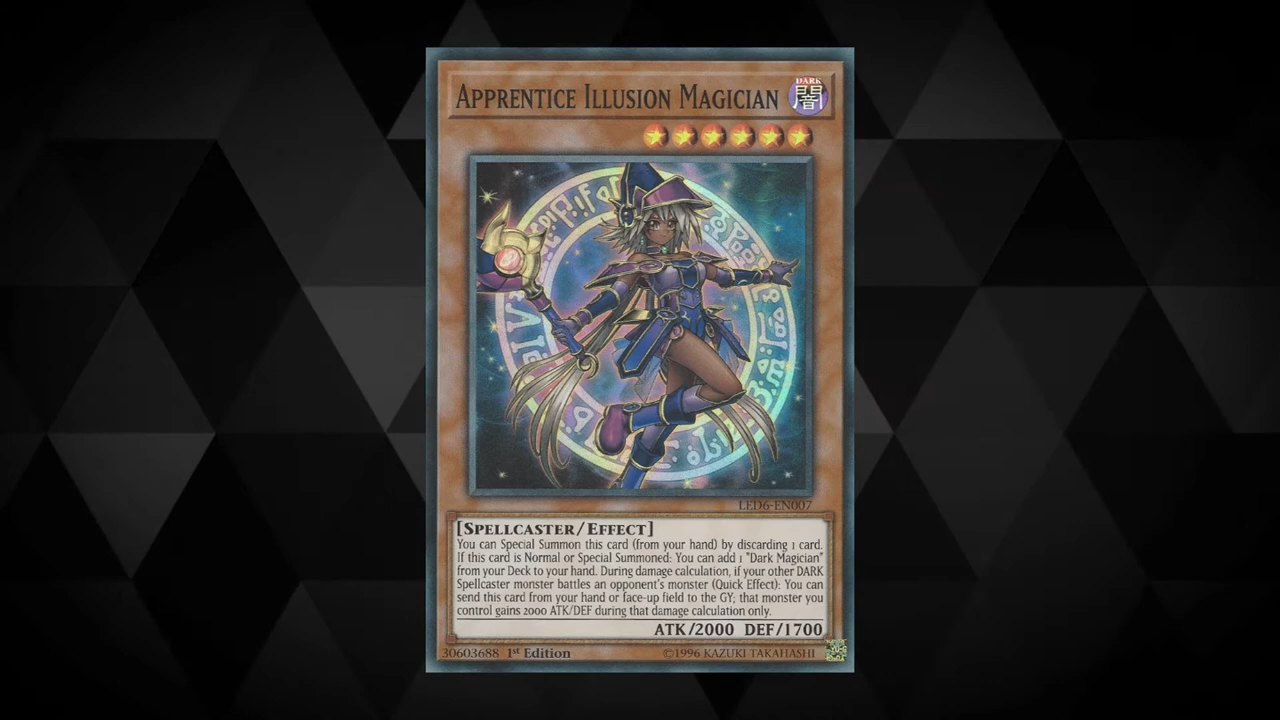 APPRENTICE ILLUSION MAGICIAN
DARK
闇
LED6-EN007
[SPELLCASTER/EFFECT]
You can Special Summon this card (from your hand) by discarding 1 card.
If this card is Normal or Special Summoned: You can add 1 "Dark Magician"
from your Deck to your hand. During damage calculation, if your other DARK
Spellcaster monster battles an opponent's monster (Quick Effect): You can
send this card from your hand or face-up field to the GY; that monster you
control gains 2000 ATK/DEF during that damage calculation only.
ATK/2000 DEF/1700
30603688 1st Edition ©1996 KAZUKI TAKAHASHI